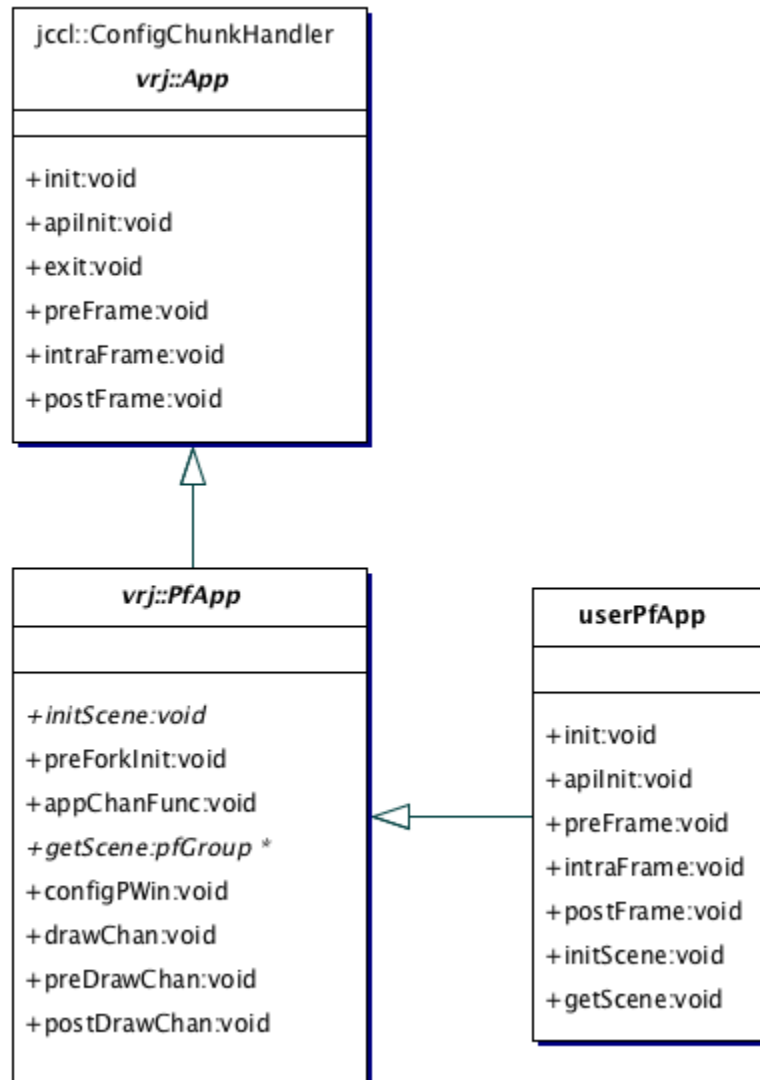 jccl::ConfigChunkHandler
vrj::App
+init:void
+apiInit:void
+exit:void
+preFrame:void
+intraFrame:void
+postFrame:void
vrj::PfApp
+initScene:void
+preForkInit:void
+appChanFunc:void
+getScene:pfGroup *
+configPWin:void
+drawChan:void
+preDrawChan:void
+postDrawChan:void
userPfApp
+init:void
+apiInit:void
+preFrame:void
+intraFrame:void
+postFrame:void
+initScene:void
+getScene:void